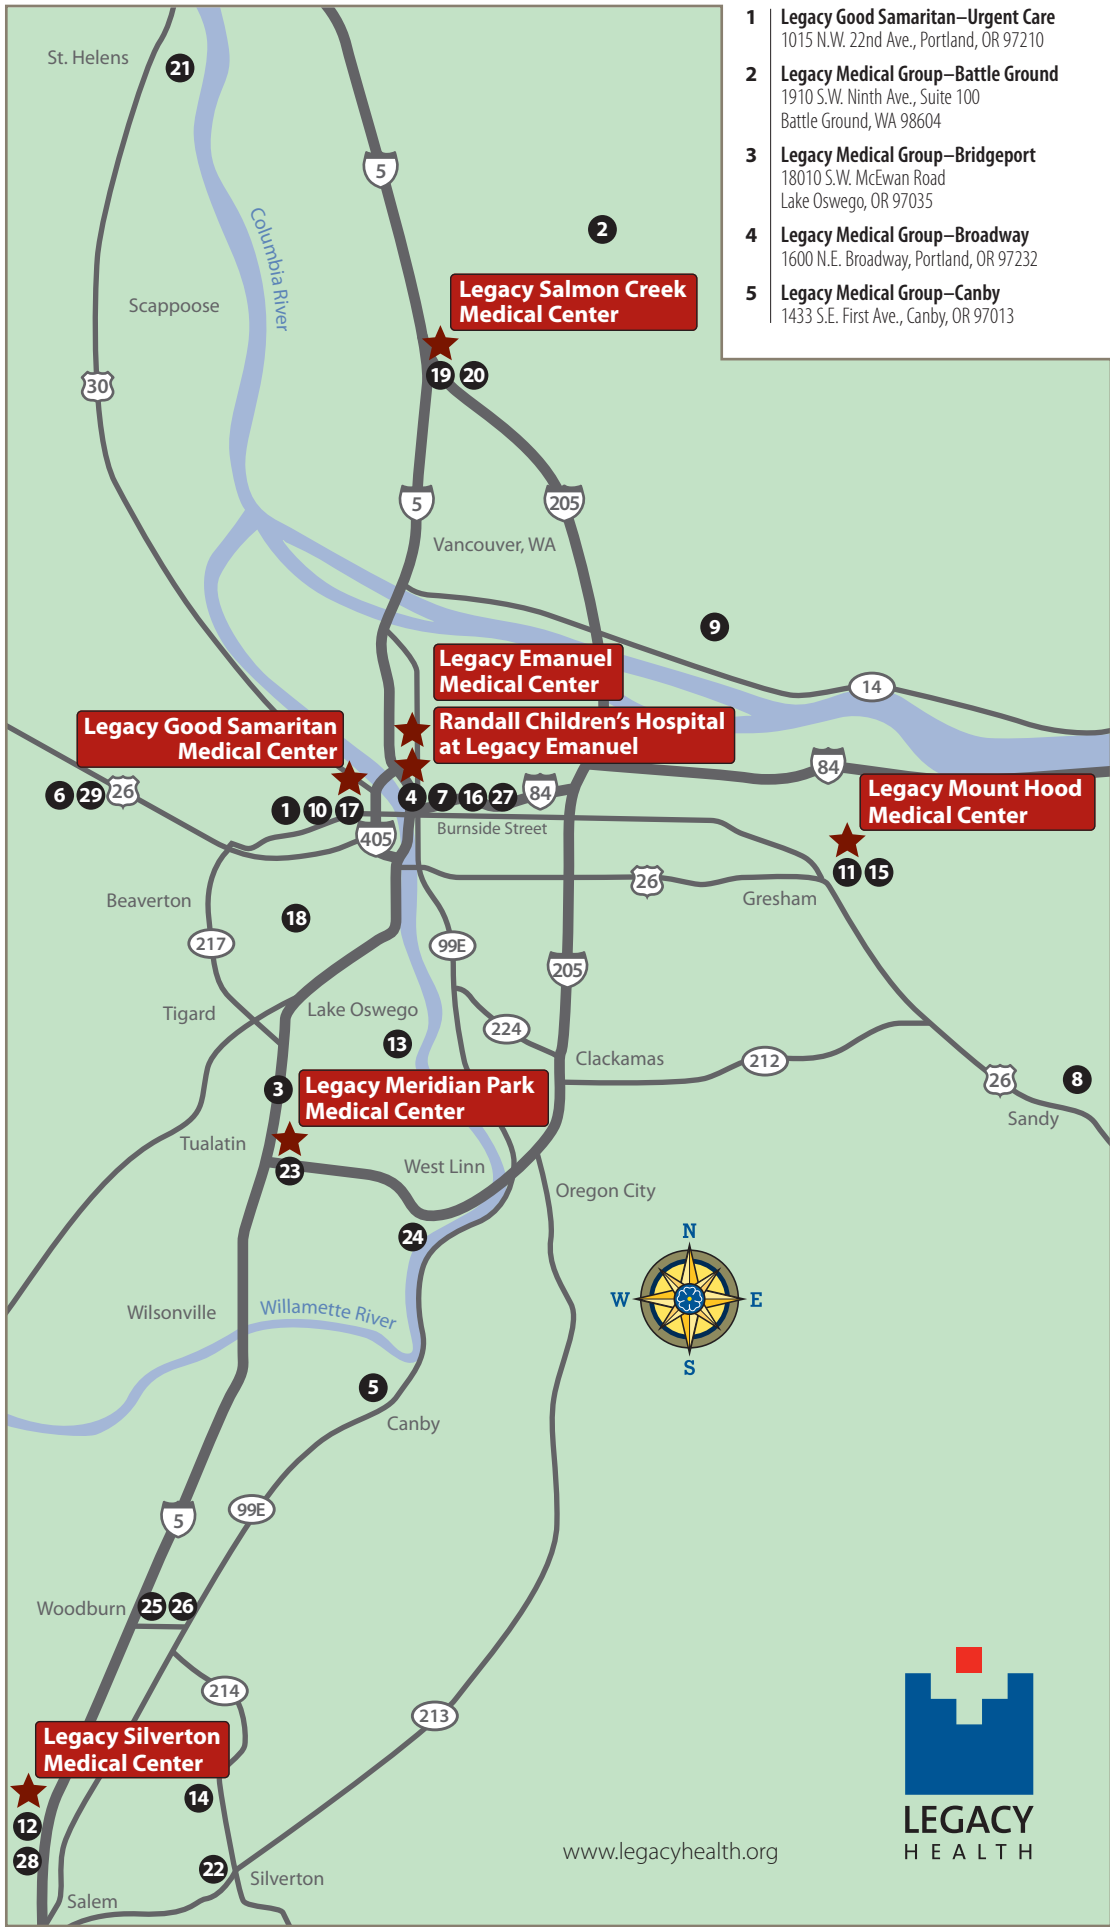 1 Legacy Good Samaritan–Urgent Care
1015 N.W. 22nd Ave., Portland, OR 97210
2 Legacy Medical Group–Battle Ground
1910 S.W. Ninth Ave., Suite 100
Battle Ground, WA 98604
3 Legacy Medical Group–Bridgeport
18010 S.W. McEwan Road
Lake Oswego, OR 97035
4 Legacy Medical Group–Broadway
1600 N.E. Broadway, Portland, OR 97232
5 Legacy Medical Group–Canby
1433 S.E. First Ave., Canby, OR 97013
St. Helens
21
5
2
Columbia River
Legacy Salmon Creek
Medical Center
Scappoose
19 20
30
5
205
Vancouver, WA
9
Legacy Emanuel
Medical Center
14
Randall Children's Hospital
at Legacy Emanuel
Legacy Good Samaritan
Medical Center
84
Legacy Mount Hood
Medical Center
6 29 26
1 10 17
4 7 16 27 84
Burnside Street
405
11 15
26
Gresham
Beaverton
18
217
99E
205
Tigard
Lake Oswego
224
13
Clackamas
212
3
Legacy Meridian Park
Medical Center
26
8
Sandy
Tualatin
23
West Linn
Oregon City
24
N
W
E
S
Wilsonville
Willamette River
5
Canby
99E
5
Woodburn
25 26
214
213
Legacy Silverton
Medical Center
14
12
28
22
Silverton
Salem
www.legacyhealth.org
LEGACY
HEALTH